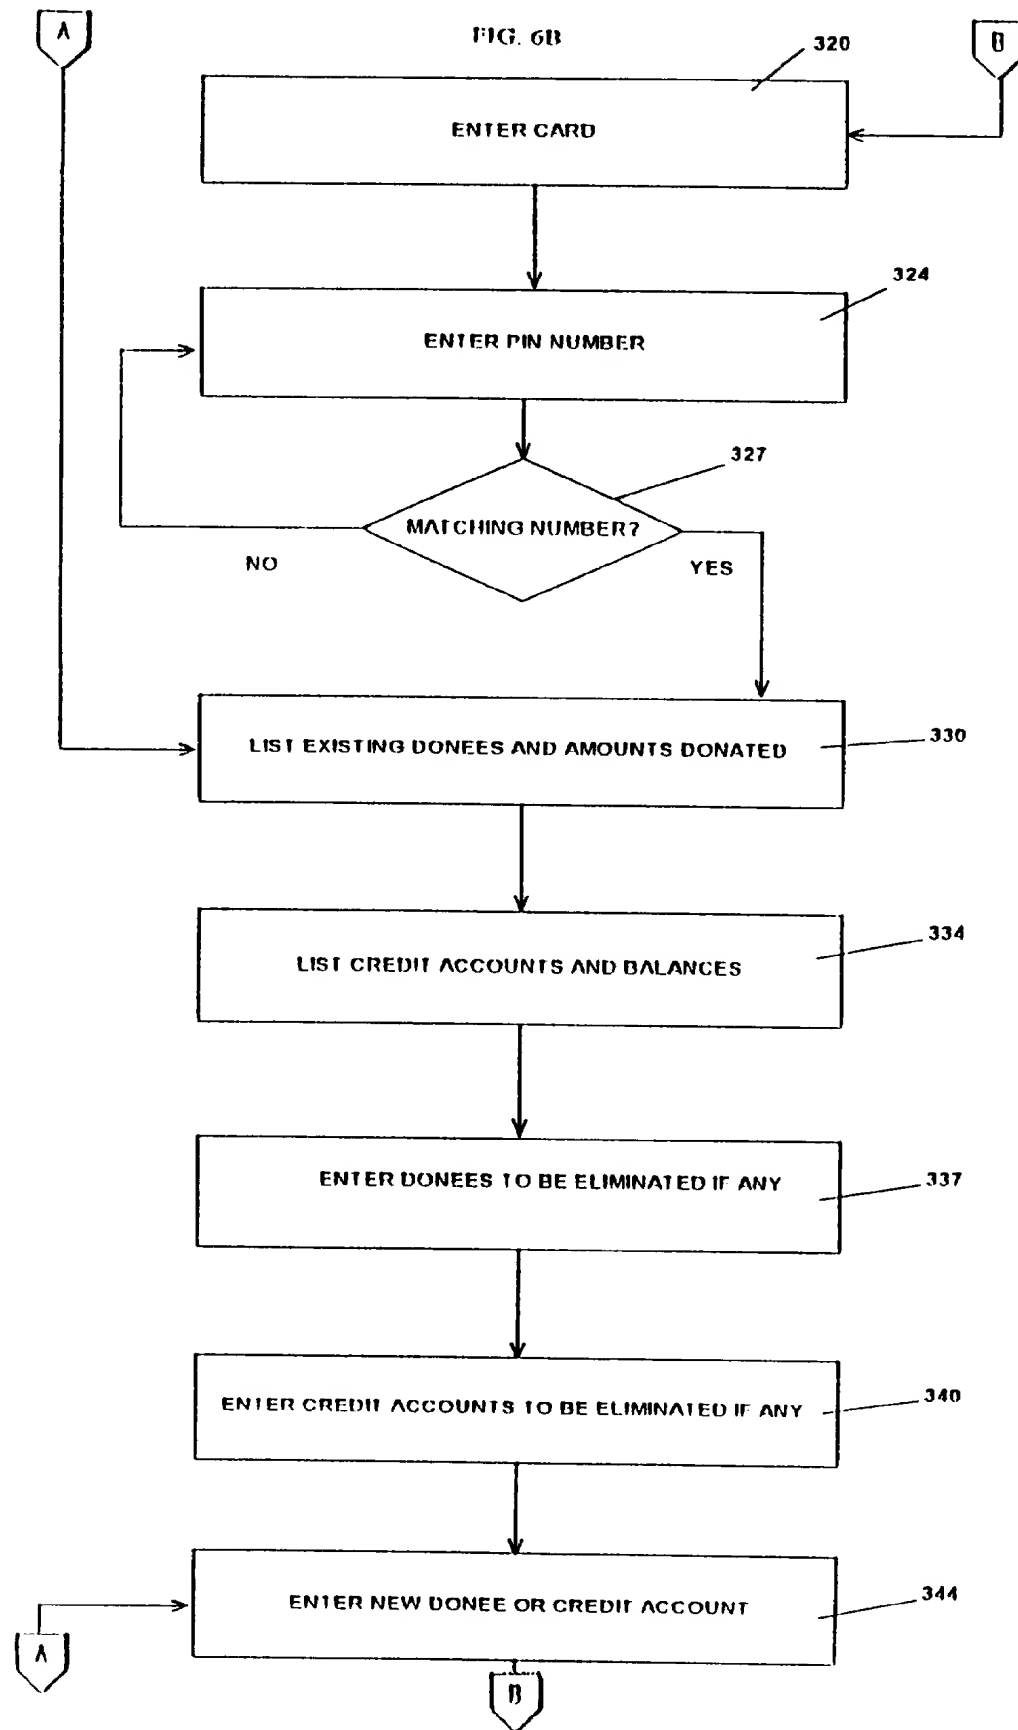 A
FIG. 6B
320
B
ENTER CARD
324
ENTER PIN NUMBER
327
MATCHING NUMBER?
NO
YES
LIST EXISTING DONEES AND AMOUNTS DONATED
330
LIST CREDIT ACCOUNTS AND BALANCES
334
ENTER DONEES TO BE ELIMINATED IF ANY
337
ENTER CREDIT ACCOUNTS TO BE ELIMINATED IF ANY
340
ENTER NEW DONEE OR CREDIT ACCOUNT
344
A
B